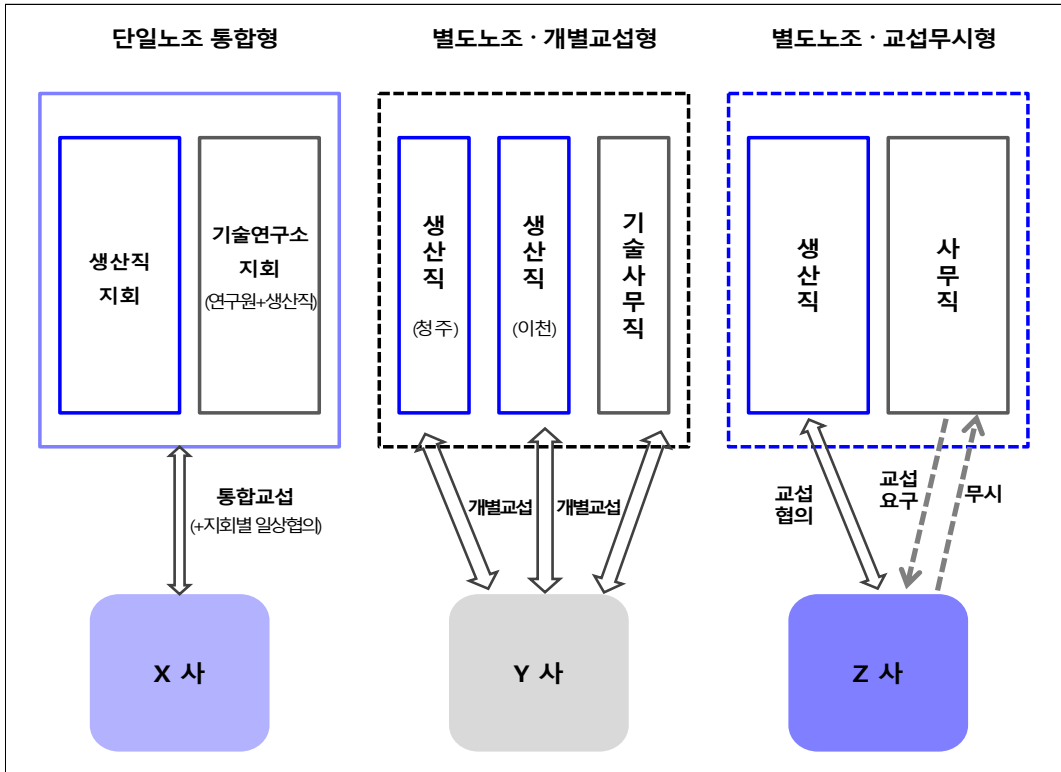 단일노조 통합형
별도노조 · 개별교섭형
별도노조 · 교섭무시형
생산직
지회
기술연구소
지회
(연구원+생산직)
생
산
직
(청주)
생
산
직
(이천)
기
술
사
무
직
생
산
직
사
무
직
통합교섭
(+지회별 일상협의)
개별교섭
개별교섭
교섭
협의
교섭
요구
무시
X 사
Y 사
Z 사